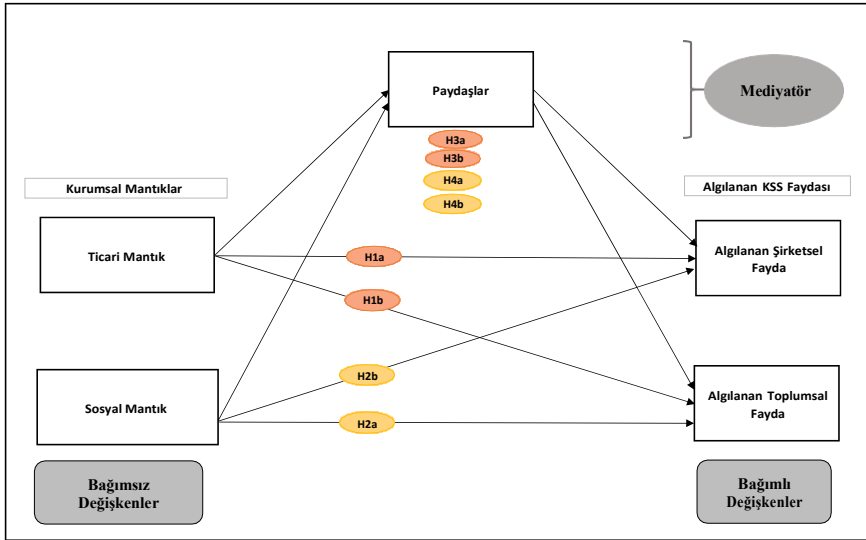 Paydaşlar
Mediyatör
H3a
H3b
H4a
H4b
Kurumsal Mantıklar
Algılanan KSS Faydası
Ticari Mantık
H1a
Algılanan Şirketsel
Fayda
H1b
H2b
Sosyal Mantık
H2a
Algılanan Toplumsal
Fayda
Bağımsız
Değişkenler
Bağımlı
Değişkenler